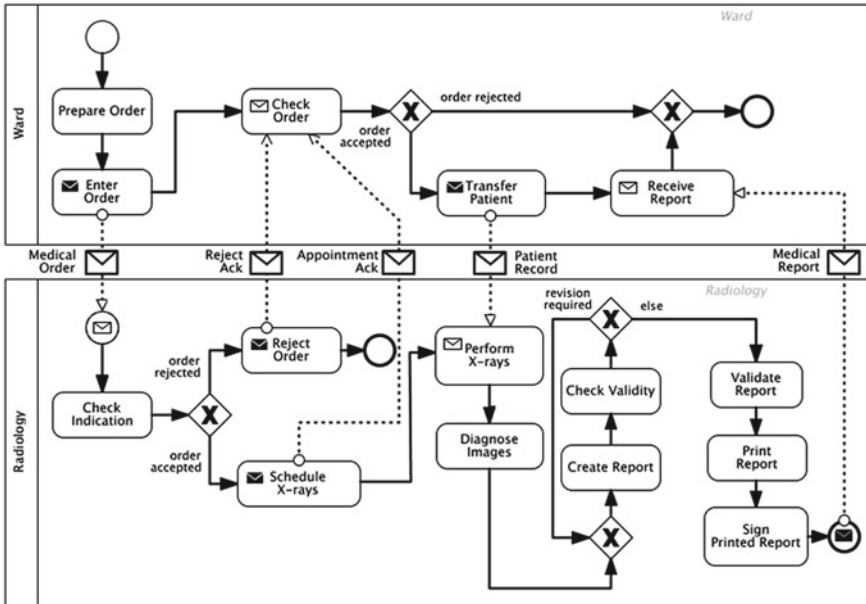 Ward
Ward
Prepare Order
Enter
Order
Check
Order
order rejected
order
accepted
Transfer
Patient
Receive
Report
Medical
Order
Reject
Ack
Appointment
Ack
Patient
Record
Medical
Report
Radiology
Radiology
order
rejected
Reject
Order
Check
Indication
order
accepted
Schedule
X-rays
Perform
X-rays
Diagnose
Images
revision
required
else
Check Validity
Create Report
Validate
Report
Print
Report
Sign
Printed Report